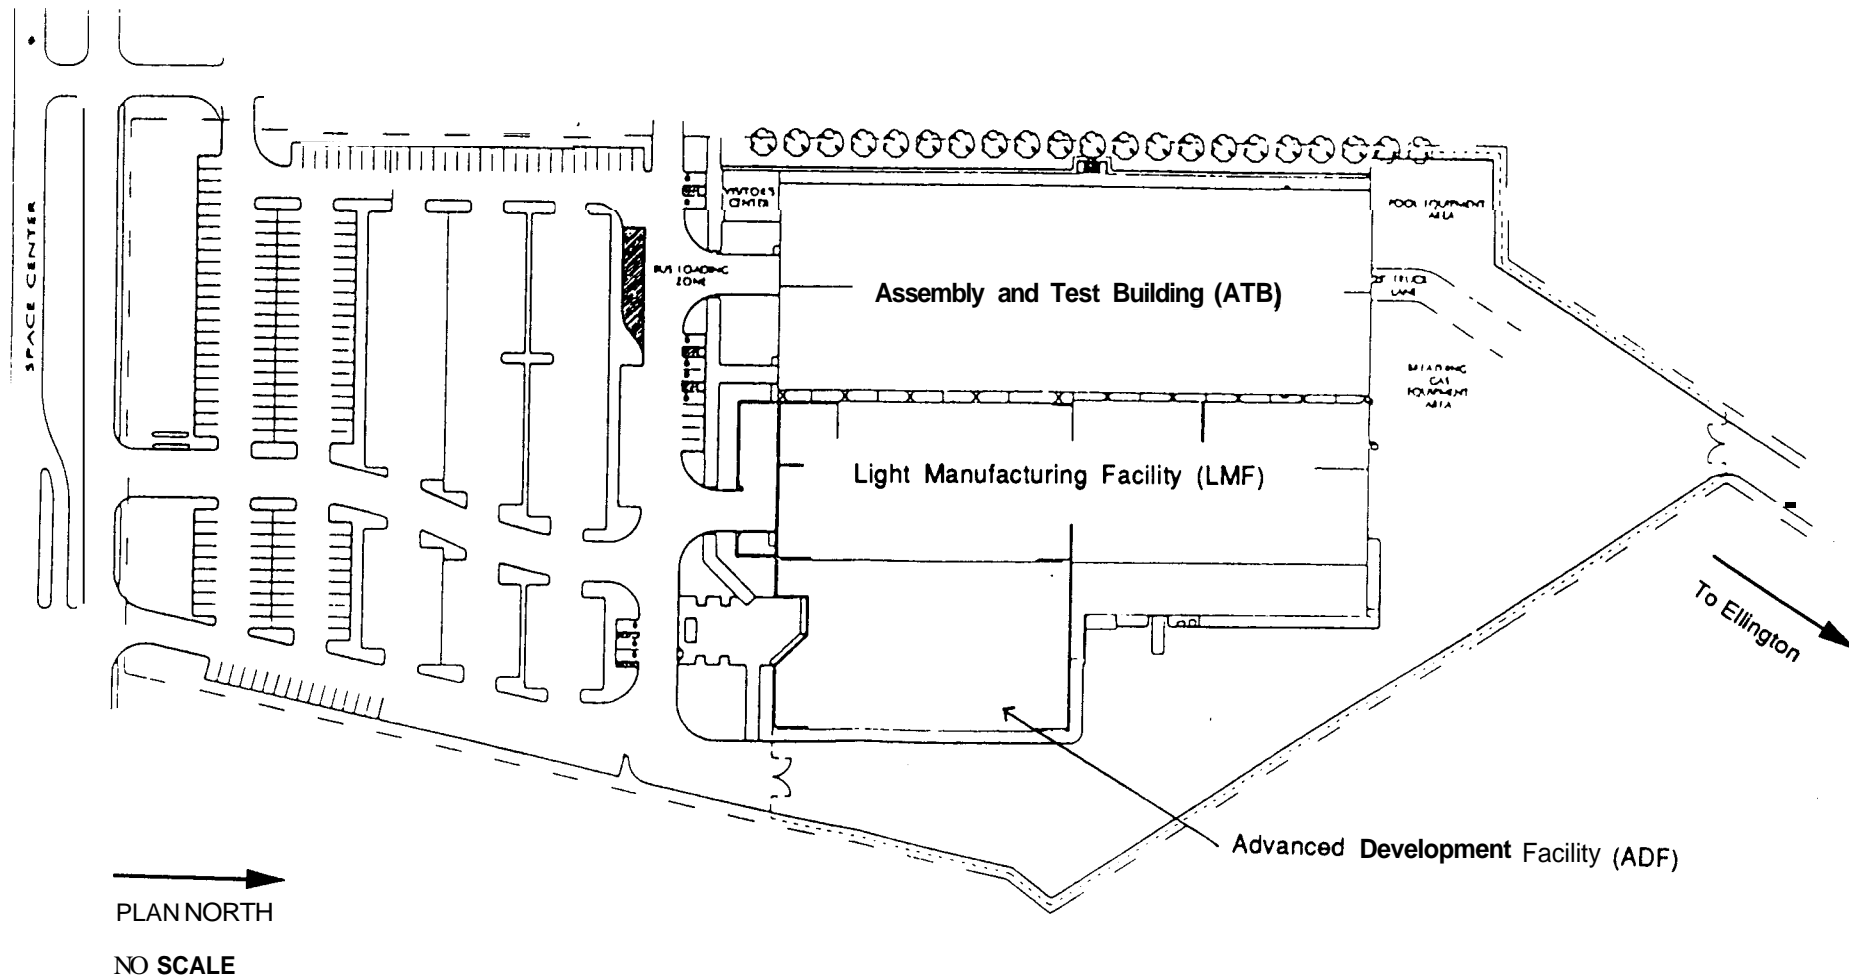 SPACE CENTER
VISITORS
CENTER
BUS LOADING
ZONE
POOL EQUIPMENT
AREA
TRUCK
LANE
Assembly and Test Building (ATB)
GAS
EQUIPMENT
AREA
Light Manufacturing Facility (LMF)
To Ellington
Advanced Development Facility (ADF)
PLAN NORTH
NO SCALE